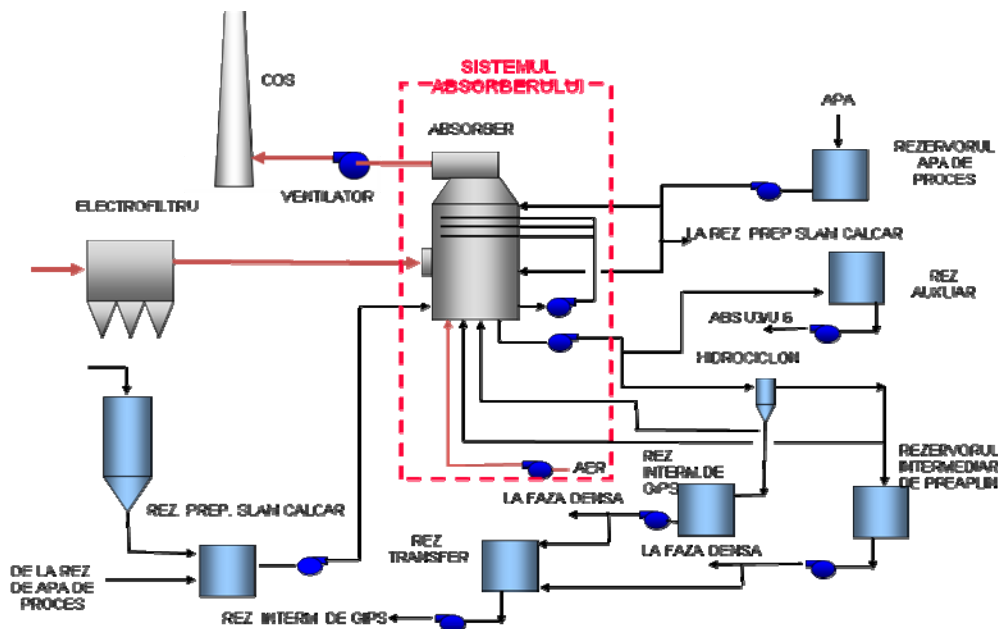 SISTEMUL
ABSORBERULUI
COS
ABSORBER
APA
REZERVORUL
APA DE
PROCES
VENTILATOR
ELECTROFILTRU
LA REZ PREP SLAM CALCAR
REZ
AUXLIAR
ABS U3/U 6
HIDROCICLON
REZ
INTERM.DE
GIPS
REZERVORUL
INTERMEDIAR
DE PREAPLIN
AER
LA FAZA DENSA
REZ. PREP. SLAM CALCAR
REZ
TRANSFER
LA FAZA DENSA
DE LA REZ
DE APA DE
PROCES
REZ INTERM DE GIPS